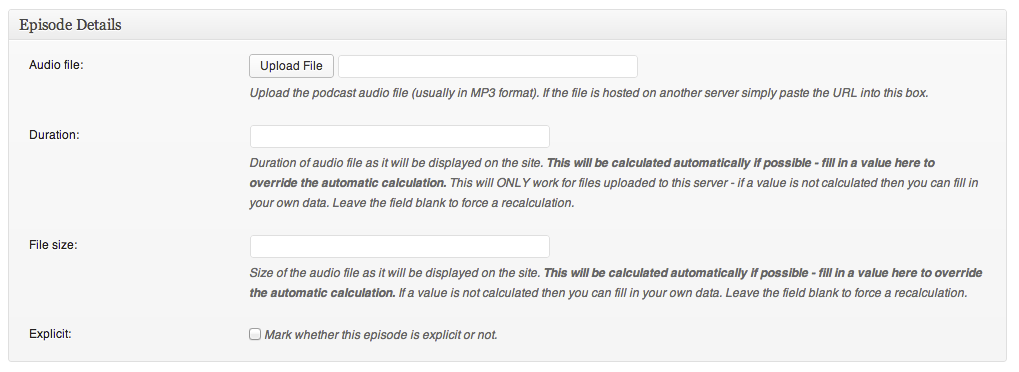 Episode Details
Audio file:
Upload File
Upload the podcast audio file (usually in MP3 format). If the file is hosted on another server simply paste the URL into this box.
Duration:
Duration of audio file as it will be displayed on the site. This will be calculated automatically if possible - fill in a value here to
override the automatic calculation. This will ONLY work for files uploaded to this server - if a value is not calculated then you can fill in
your own data. Leave the field blank to force a recalculation.
File size:
Size of the audio file as it will be displayed on the site. This will be calculated automatically if possible - fill in a value here to override
the automatic calculation. If a value is not calculated then you can fill in your own data. Leave the field blank to force a recalculation.
Explicit:
Mark whether this episode is explicit or not.